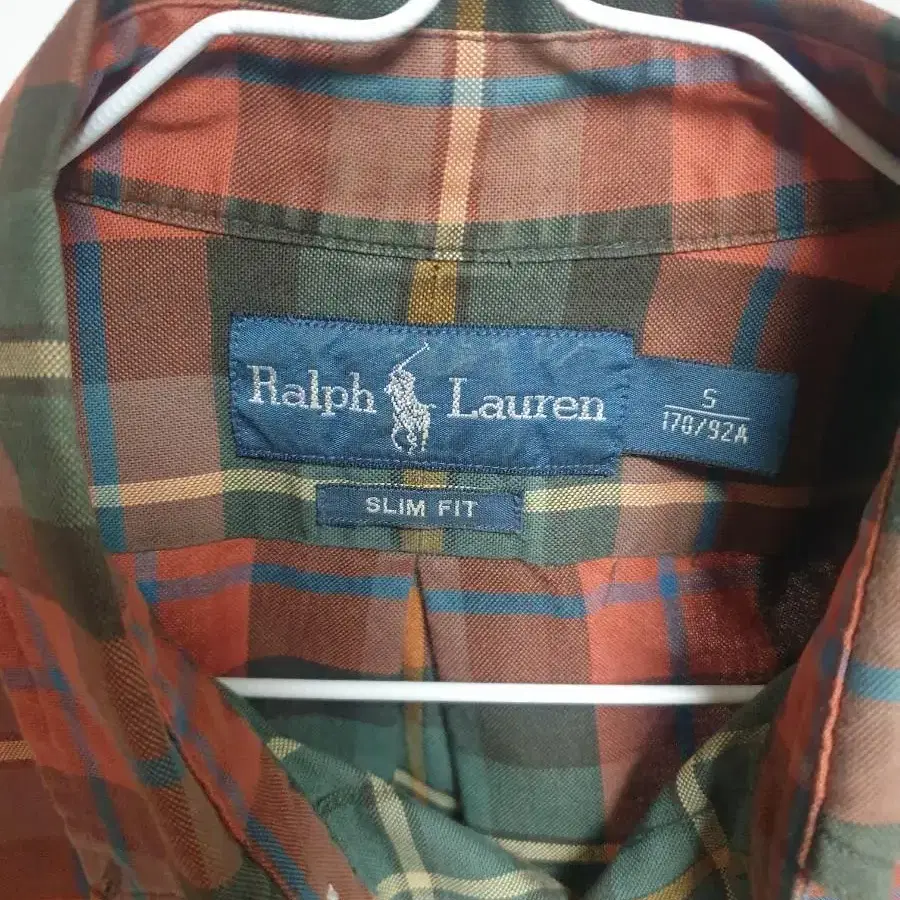 Ralph Lauren
S
170/92A
SLIM FIT